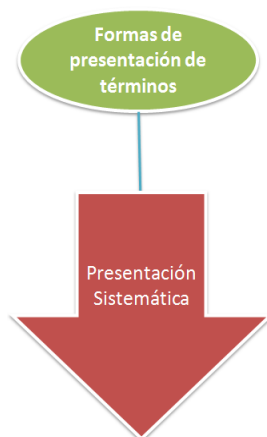 Formas de
presentación de
términos
Presentación
Sistemática